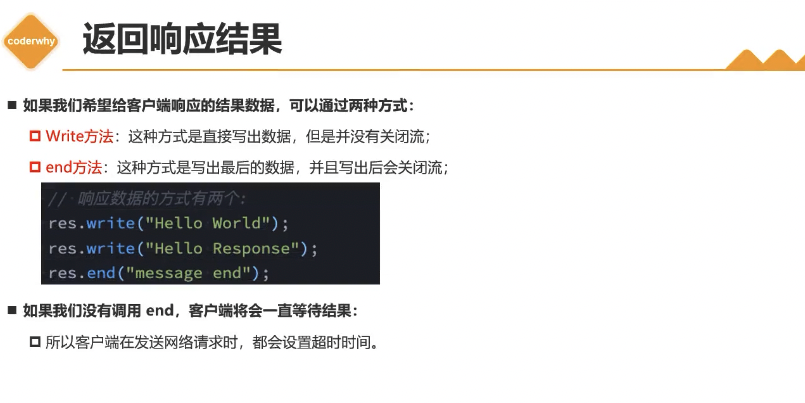 coderwhy
返回响应结果
如果我们希望给客户端响应的结果数据，可以通过两种方式：
Write方法：这种方式是直接写出数据，但是并没有关闭流；
end方法：这种方式是写出最后的数据，并且写出后会关闭流；
// 响应数据的方式有两个：
res.write("Hello World");
res.write("Hello Response");
res.end("message end");
如果我们没有调用 end，客户端将会一直等待结果：
所以客户端在发送网络请求时，都会设置超时时间。